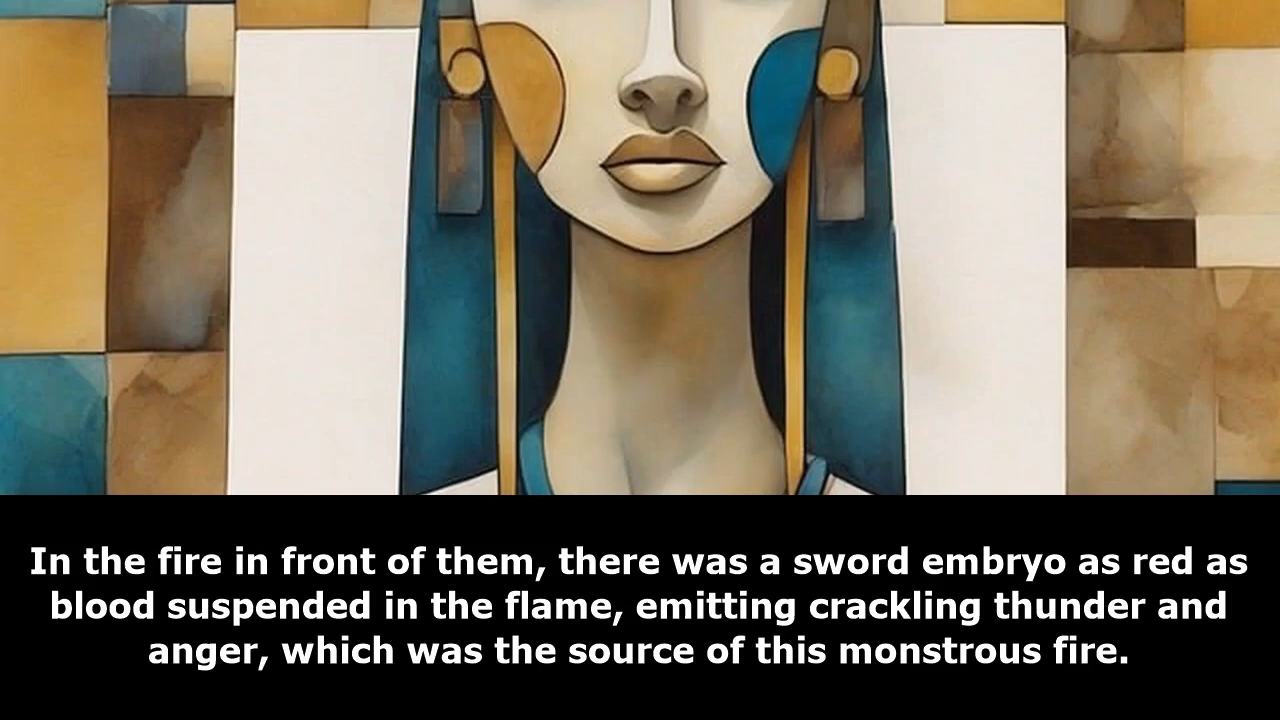 In the fire in front of them, there was a sword embryo as red as
blood suspended in the flame, emitting crackling thunder and
anger, which was the source of this monstrous fire.